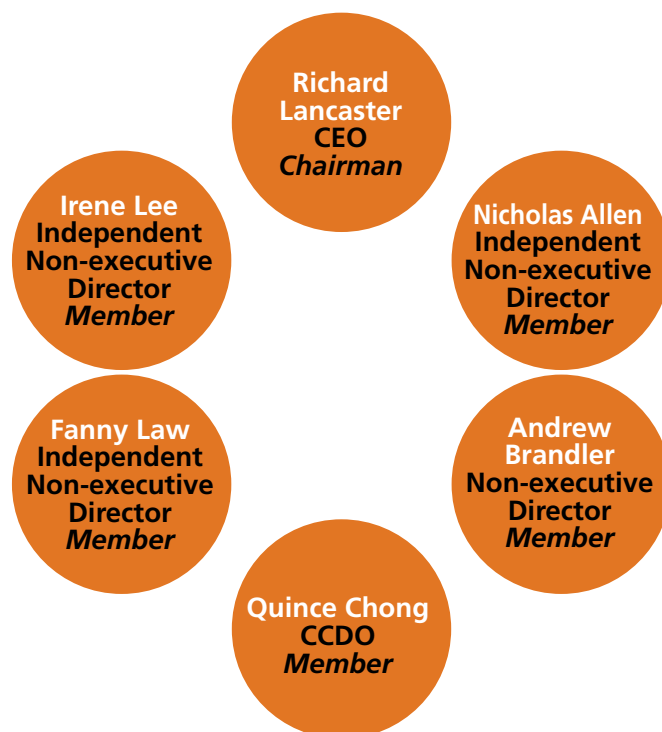 Richard
Lancaster
CEO
Chairman
Irene Lee
Independent
Non-executive
Director
Member
Nicholas Allen
Independent
Non-executive
Director
Member
Fanny Law
Independent
Non-executive
Director
Member
Andrew
Brandler
Non-executive
Director
Member
Quince Chong
CCDO
Member